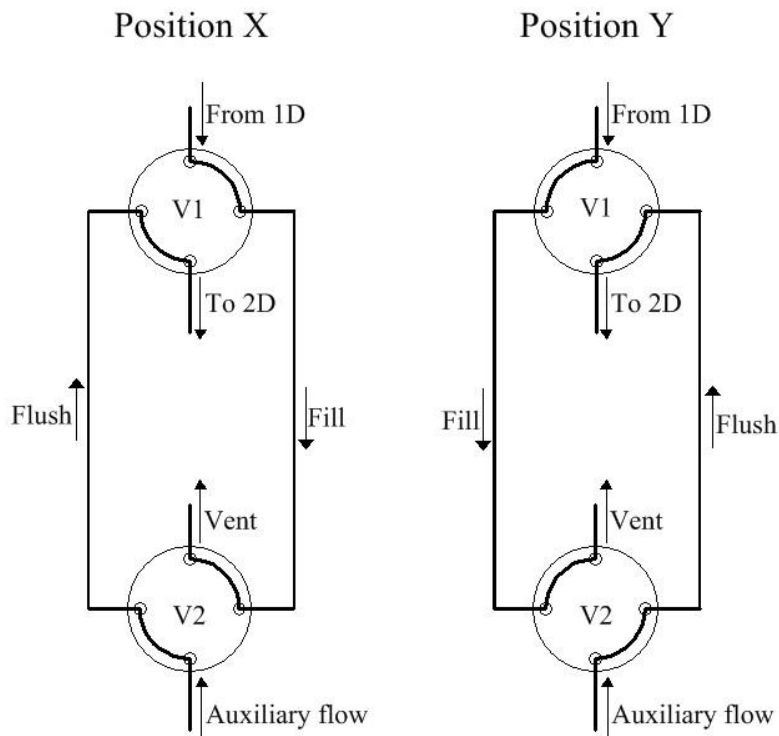 Position X
From 1D
V1
To 2D
Flush
Fill
Vent
V2
Auxiliary flow
Position Y
From 1D
V1
To 2D
Fill
Flush
Vent
V2
Auxiliary flow